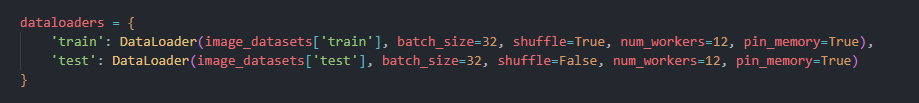 dataloaders = {
    'train': DataLoader(image_datasets['train'], batch_size=32, shuffle=True, num_workers=12, pin_memory=True),
    'test': DataLoader(image_datasets['test'], batch_size=32, shuffle=False, num_workers=12, pin_memory=True)
}